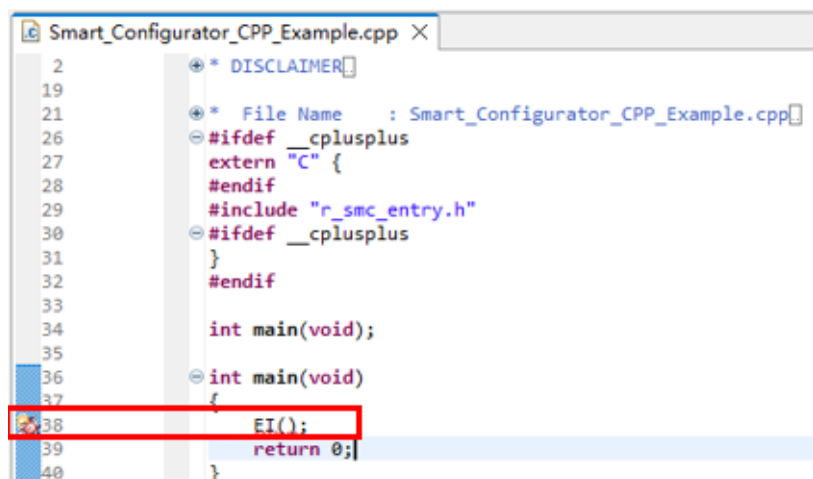 Smart_Configurator_CPP_Example.cpp
2 * DISCLAIMER
19
21 * File Name : Smart_Configurator_CPP_Example.cpp
26 #ifdef __cplusplus
27 extern "C" {
28 #endif
29 #include "r_smc_entry.h"
30 #ifdef __cplusplus
31 }
32 #endif
33
34 int main(void);
35
36 int main(void)
37 {
38 EI();
39 return 0;
40 }